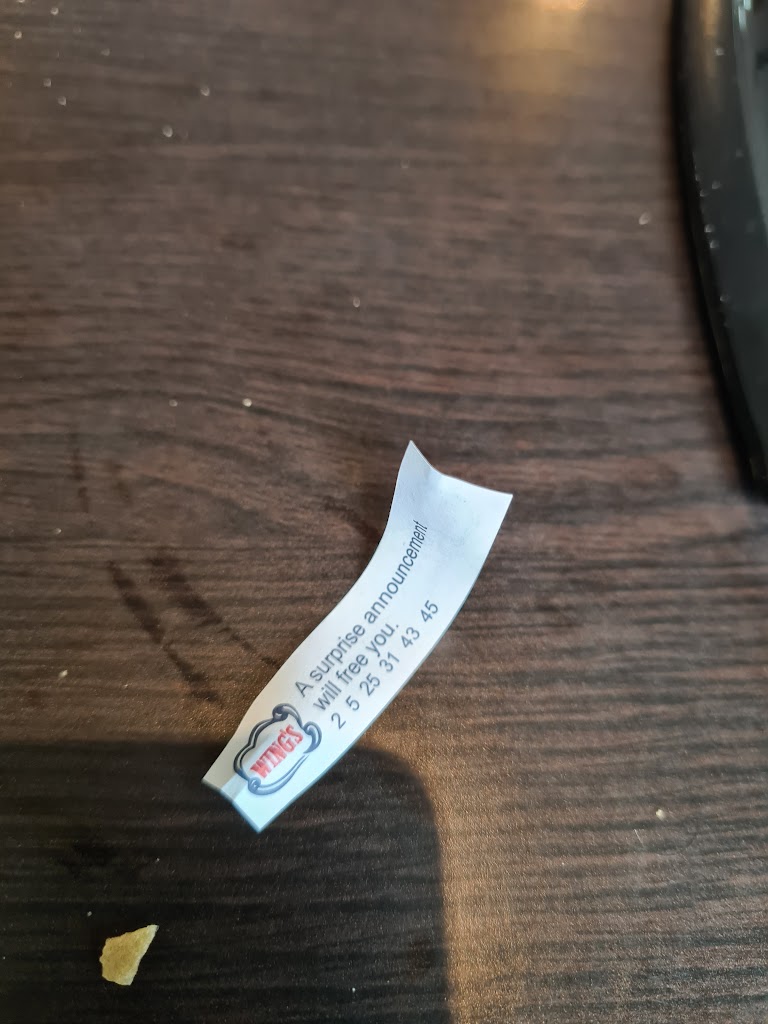 WING'S
A surprise announcement
will free you.
2 5 25 31 43 45